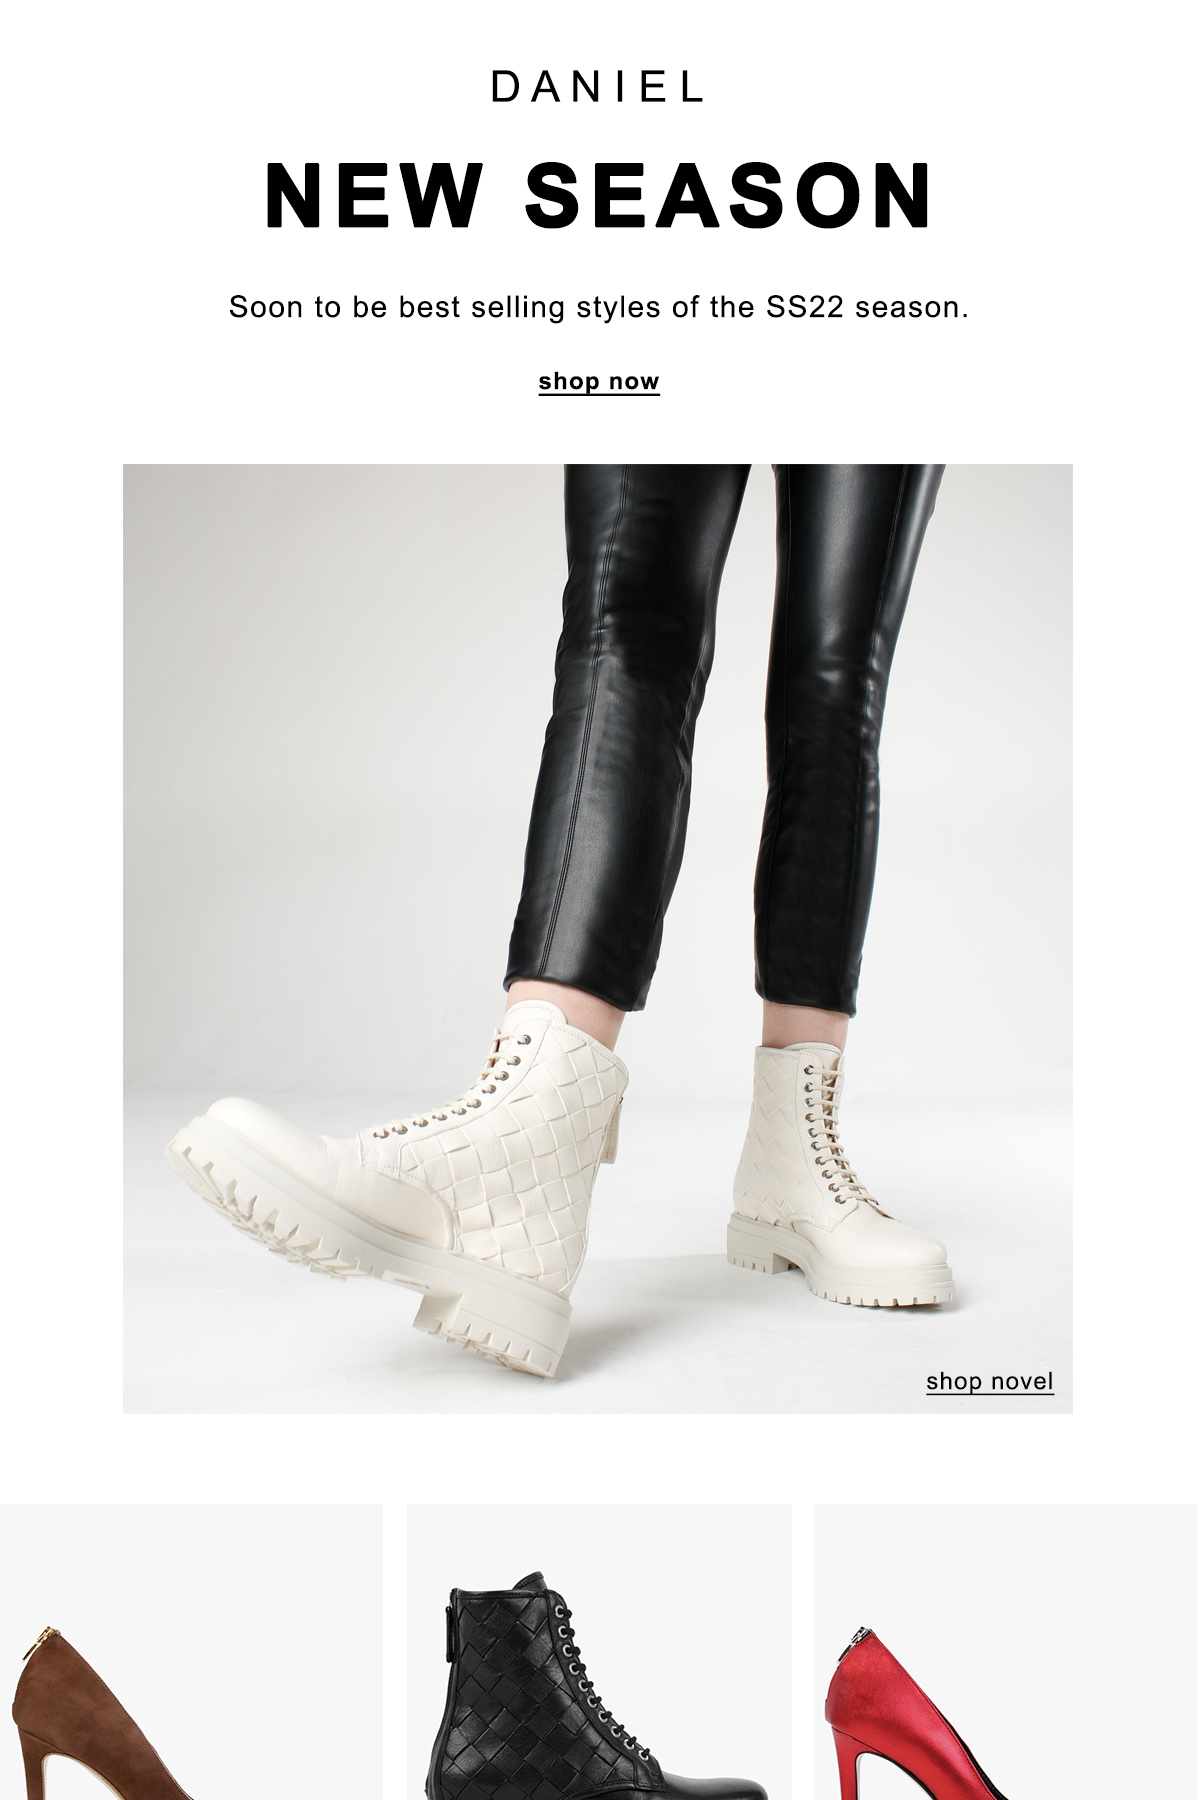 DANIEL
NEW SEASON
Soon to be best selling styles of the SS22 season.
shop now
shop novel